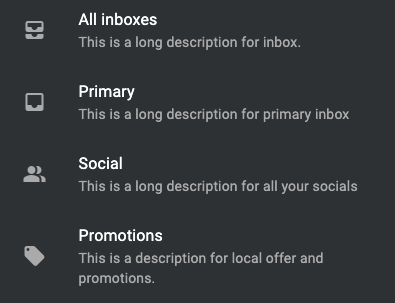 All inboxes
This is a long description for inbox.
Primary
This is a long description for primary inbox
Social
This is a long description for all your socials
Promotions
This is a description for local offer and
promotions.